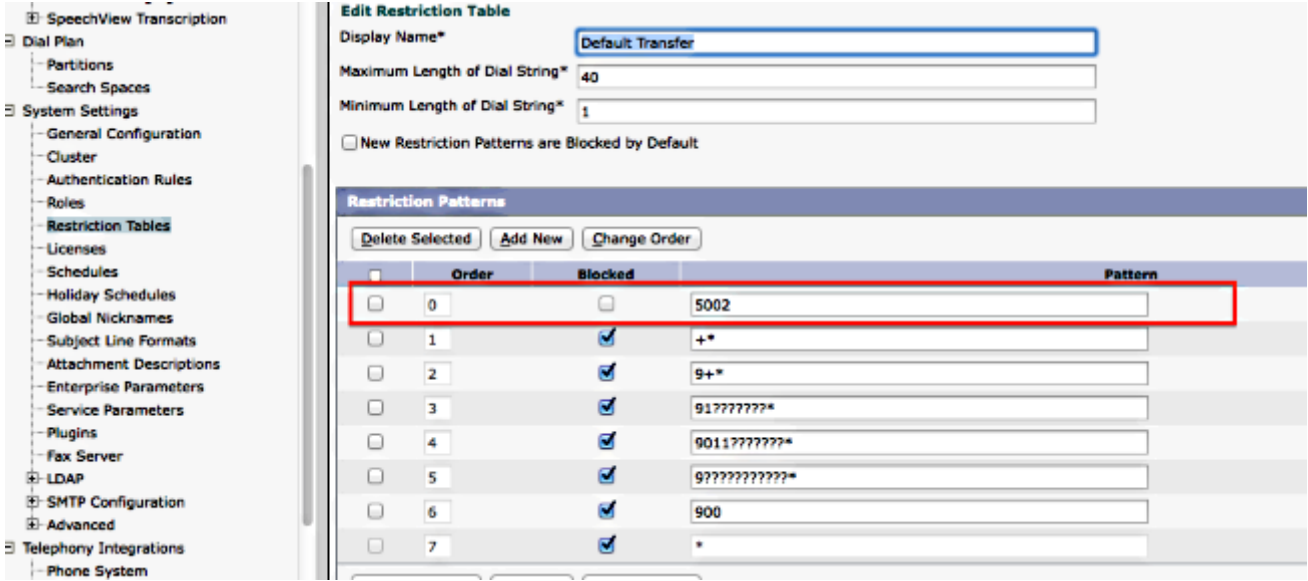 SpeechView Transcription
Dial Plan
Partitions
Search Spaces
System Settings
General Configuration
Cluster
Authentication Rules
Roles
Restriction Tables
Licenses
Schedules
Holiday Schedules
Global Nicknames
Subject Line Formats
Attachment Descriptions
Enterprise Parameters
Service Parameters
Plugins
Fax Server
LDAP
SMTP Configuration
Advanced
Telephony Integrations
Phone System
Edit Restriction Table
Display Name* Default Transfer
Maximum Length of Dial String* 40
Minimum Length of Dial String* 1
New Restriction Patterns are Blocked by Default
Restriction Patterns
Delete Selected Add New Change Order
Order Blocked Pattern
0 5002
1 +*
2 9+*
3 91???????*
4 9011???????*
5 9???????????*
6 900
7 *